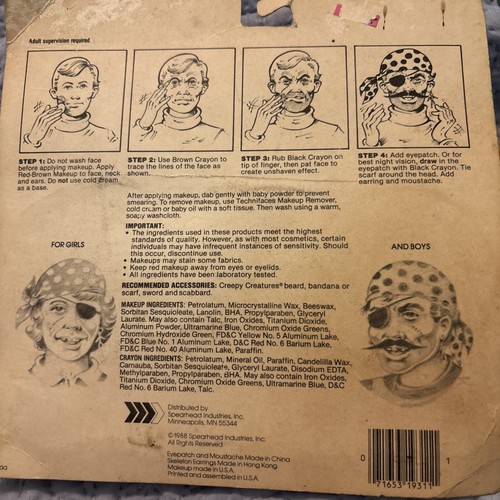 Adult supervision required.
STEP 1: Do not wash face
before applying makeup. Apply
Red-Brown Makeup to face, neck
and ears. Do not use cold cream
as a base.
STEP 2: Use Brown Crayon to
trace the lines of the face as
shown.
STEP 3: Rub Black Crayon on
tip of finger, then pat face to
create unshaven effect.
STEP 4: Add eyepatch. Or for
best night vision, draw in the
eyepatch with Black Crayon. Tie
scarf around the head. Add
earring and moustache.
After applying makeup, dab gently with baby powder to prevent
smearing. To remove makeup, use Technifaces Makeup Remover,
cold cream or baby oil with a soft tissue. Then wash using a warm,
soapy washcloth.
IMPORTANT:
• The ingredients used in these products meet the highest
standards of quality. However, as with most cosmetics, certain
individuals may have infrequent instances of sensitivity. Should
this occur, discontinue use.
• Makeups may stain some fabrics.
• Keep red makeup away from eyes or eyelids.
• All ingredients have been laboratory tested.
FOR GIRLS
AND BOYS
RECOMMENDED ACCESSORIES: Creepy Creatures® beard, bandana or
scarf, sword and scabbard.
MAKEUP INGREDIENTS: Petrolatum, Microcrystalline Wax, Beeswax,
Sorbitan Sesquioleate, Lanolin, BHA, Propylparaben, Glyceryl
Laurate. May also contain Talc, Iron Oxides, Titanium Dioxide,
Aluminum Powder, Ultramarine Blue, Chromium Oxide Greens,
Chromium Hydroxide Green, FD&C Yellow No. 5 Aluminum Lake,
FD&C Blue No. 1 Aluminum Lake, D&C Red No. 6 Barium Lake,
FD&C Red No. 40 Aluminum Lake, Paraffin.
CRAYON INGREDIENTS: Petrolatum, Mineral Oil, Paraffin, Candelilla Wax,
Carnauba, Sorbitan Sesquioleate, Glyceryl Laurate, Disodium EDTA,
Methylparaben, Propylparaben, BHA. May also contain Iron Oxides,
Titanium Dioxide, Chromium Oxide Greens, Ultramarine Blue, D&C
Red No. 6 Barium Lake, Talc.
Distributed by
Spearhead Industries, Inc.
Minneapolis, MN 55344
© 1988 Spearhead Industries, Inc.
All Rights Reserved
Eyepatch and Moustache Made in China
Skeleton Earrings Made in Hong Kong
Makeup made in U.S.A.
Printed and assembled in U.S.A.
0 71653 19311 1